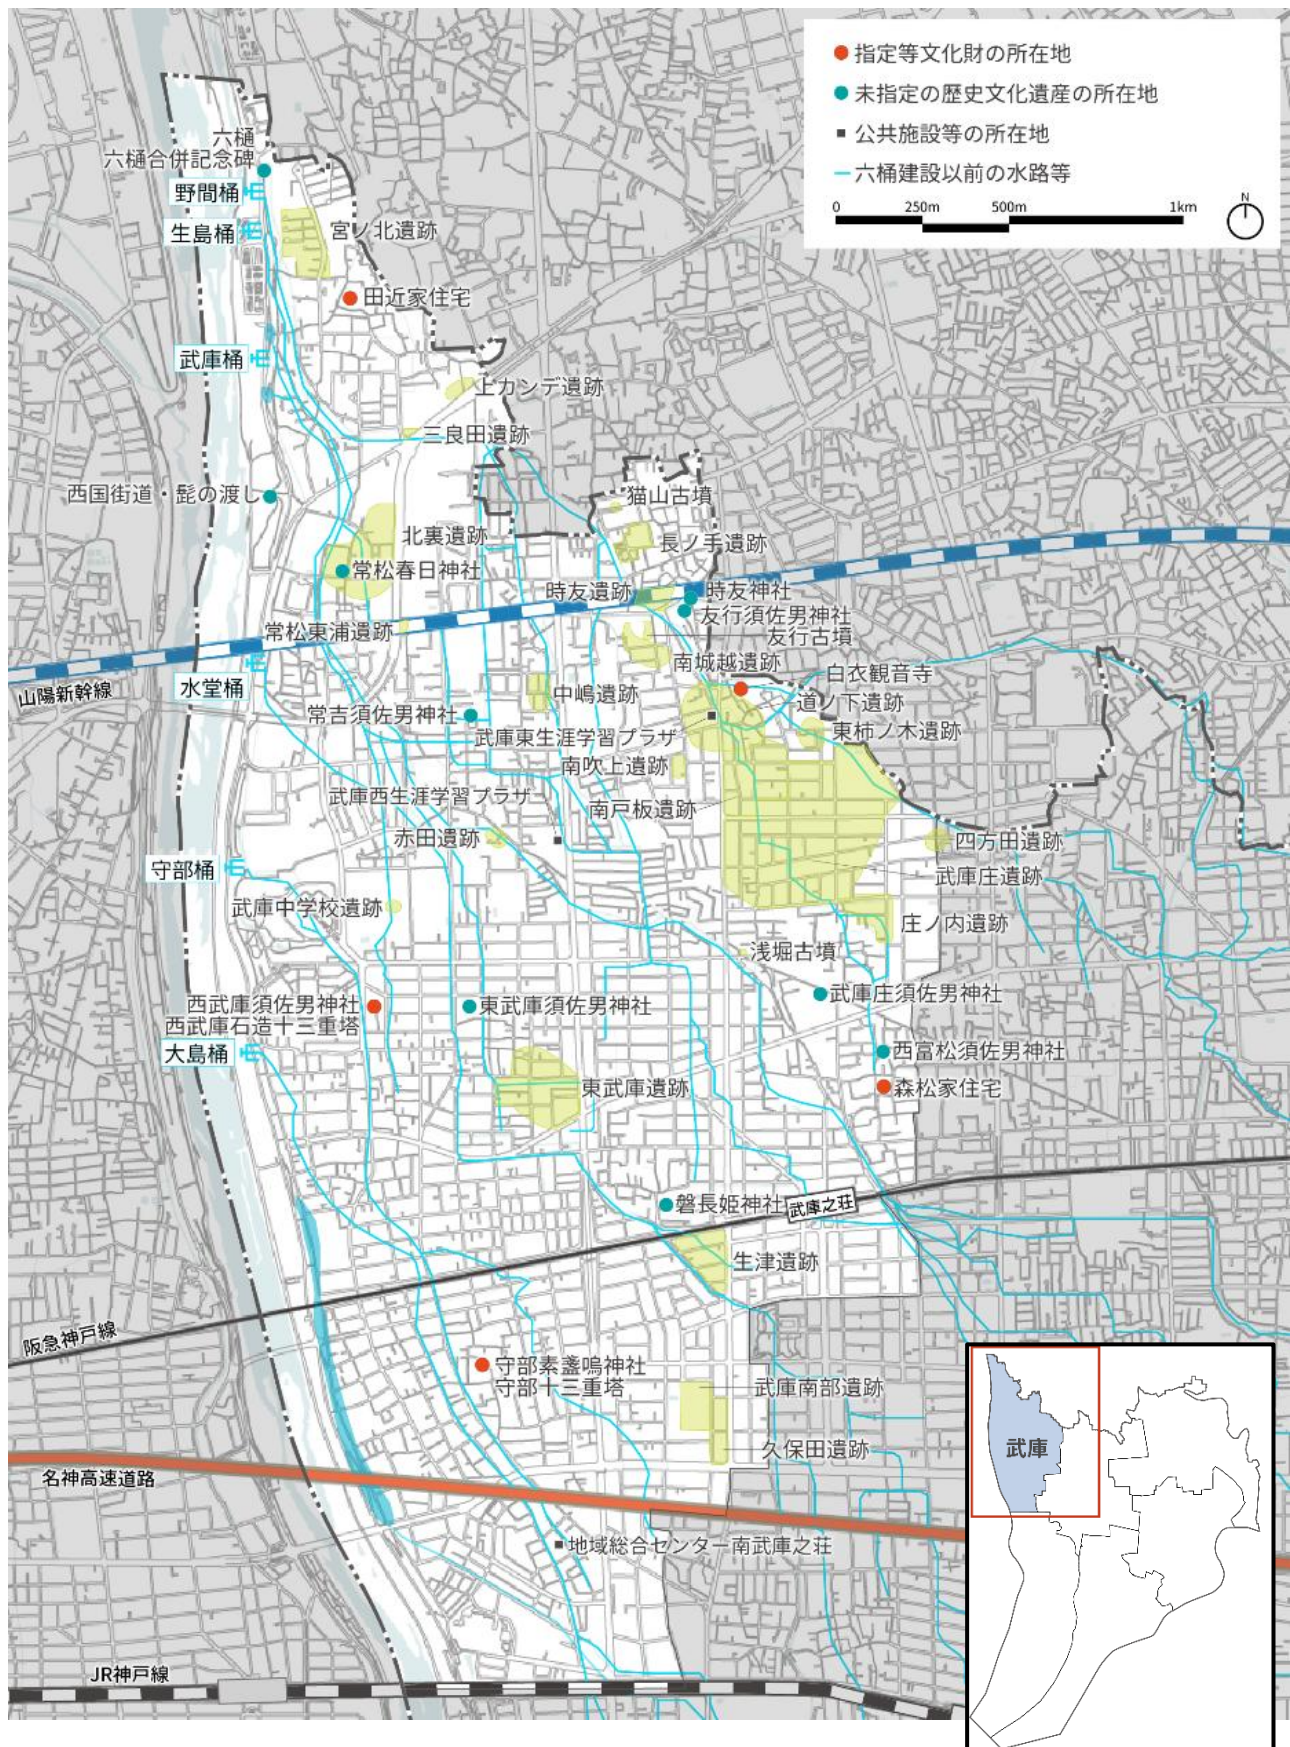 指定等文化財の所在地
未指定の歴史文化遺産の所在地
公共施設等の所在地
六桶建設以前の水路等
0 250m 500m 1km
N
六樋
六樋合併記念碑
野間桶
生島桶
宮ノ北遺跡
田近家住宅
武庫桶
上カンデ遺跡
三良田遺跡
西国街道・髭の渡し
猫山古墳
北裏遺跡
長ノ手遺跡
常松春日神社
時友遺跡
時友神社
友行須佐男神社
常松東浦遺跡
友行古墳
南城越遺跡
白衣観音寺
水堂桶
山陽新幹線
中嶋遺跡
道ノ下遺跡
常吉須佐男神社
東柿ノ木遺跡
武庫東生涯学習プラザ
南吹上遺跡
武庫西生涯学習プラザ
南戸板遺跡
赤田遺跡
四方田遺跡
守部桶
武庫庄遺跡
武庫中学校遺跡
庄ノ内遺跡
浅堀古墳
武庫庄須佐男神社
西武庫須佐男神社
西武庫石造十三重塔
東武庫須佐男神社
大島桶
西富松須佐男神社
東武庫遺跡
森松家住宅
磐長姫神社
武庫之荘
生津遺跡
阪急神戸線
守部素盞嗚神社
守部十三重塔
武庫南部遺跡
久保田遺跡
武庫
名神高速道路
地域総合センター南武庫之荘
JR神戸線